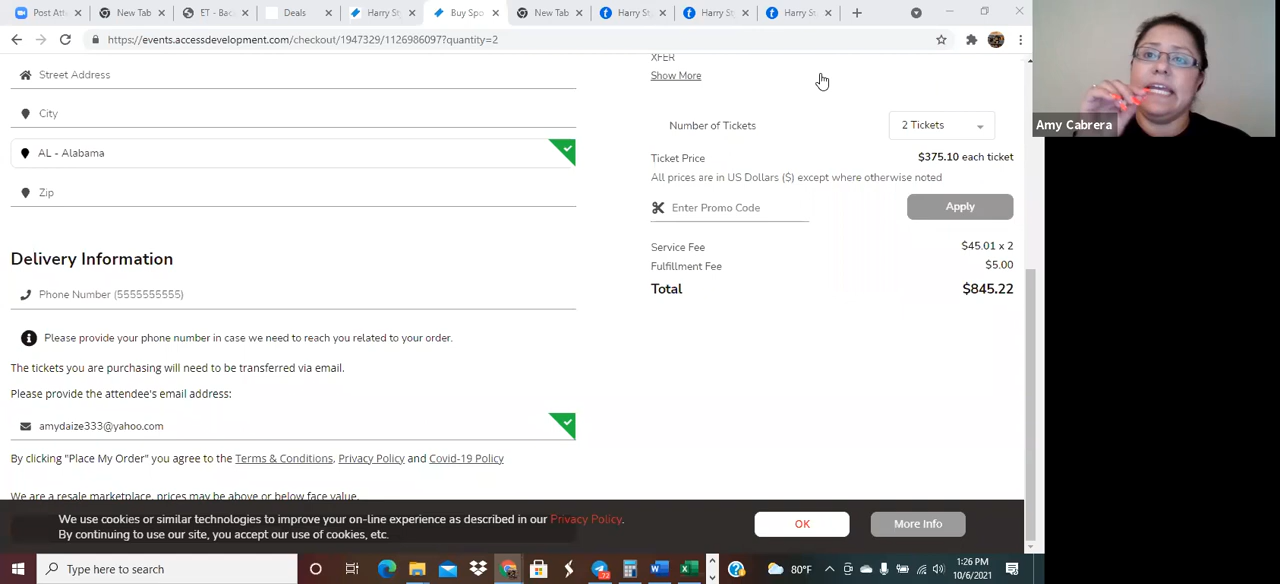 Post Att
New Tab
ET - Bac
Deals
Harry St
Buy Spo
New Tab
Harry St
Harry St
Harry St
https://events.accessdevelopment.com/checkout/1947329/1126986097?quantity=2
Street Address
City
AL - Alabama
Zip
Delivery Information
Phone Number (5555555555)
Please provide your phone number in case we need to reach you related to your order.
The tickets you are purchasing will need to be transferred via email.
Please provide the attendee's email address:
amydaize333@yahoo.com
By clicking "Place My Order" you agree to the Terms & Conditions, Privacy Policy and Covid-19 Policy
We are a resale marketplace, prices may be above or below face value.
XFER
Show More
Number of Tickets
2 Tickets
Ticket Price
$375.10 each ticket
All prices are in US Dollars ($) except where otherwise noted
Enter Promo Code
Apply
Service Fee
$45.01 x 2
Fulfillment Fee
$5.00
Total
$845.22
Amy Cabrera
We use cookies or similar technologies to improve your on-line experience as described in our Privacy Policy.
By continuing to use our site, you accept our use of cookies, etc.
OK
More Info
Type here to search
80°F
1:26 PM
10/6/2021